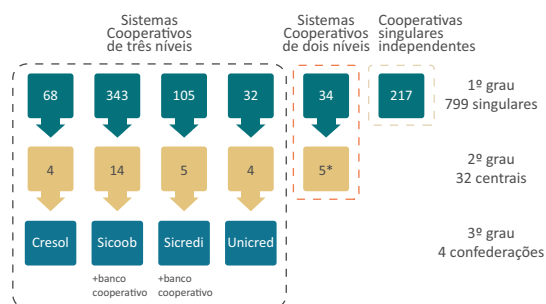 Sistemas
Cooperativos
de três níveis
Sistemas
Cooperativos
de dois níveis
Cooperativas
singulares
independentes
68
343
105
32
34
217
1º grau
799 singulares
4
14
5
4
5*
2º grau
32 centrais
Cresol
Sicoob
Sicredi
Unicred
3º grau
4 confederações
+banco
cooperativo
+banco
cooperativo